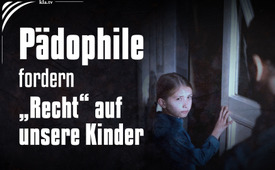 kla.tv
Pädophile
fordern
„Recht“ auf
unsere Kinder